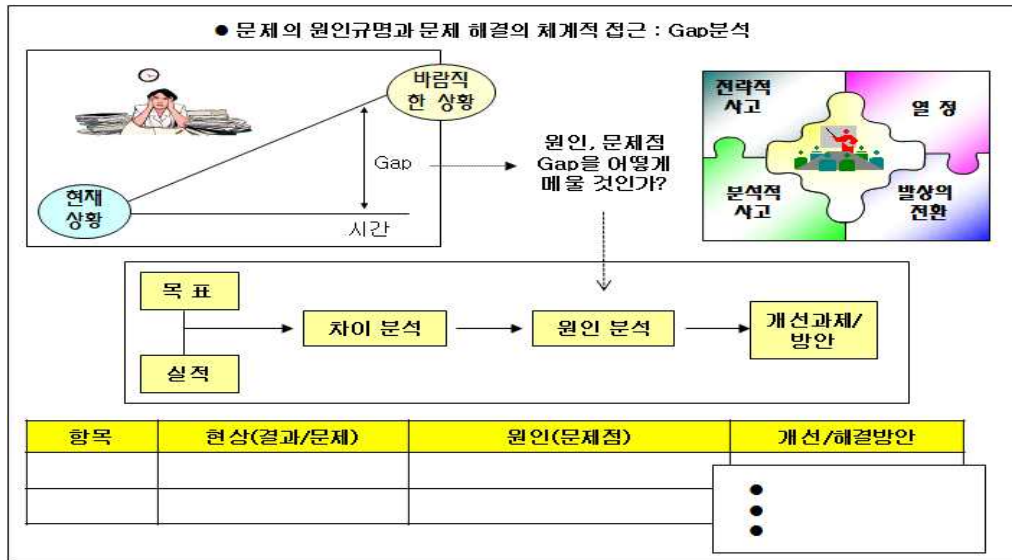 ● 문제의 원인규명과 문제 해결의 체계적 접근 : Gap분석
바람직
한 상황
Gap
현재
상황
시간
원인, 문제점
Gap을 어떻게
메울 것인가?
전략적
사고
열 정
분석적
사고
발상의
전환
목 표
실적
차이 분석
원인 분석
개선과제/
방안
항목
현상(결과/문제)
원인(문제점)
개선/해결방안
●
●
●